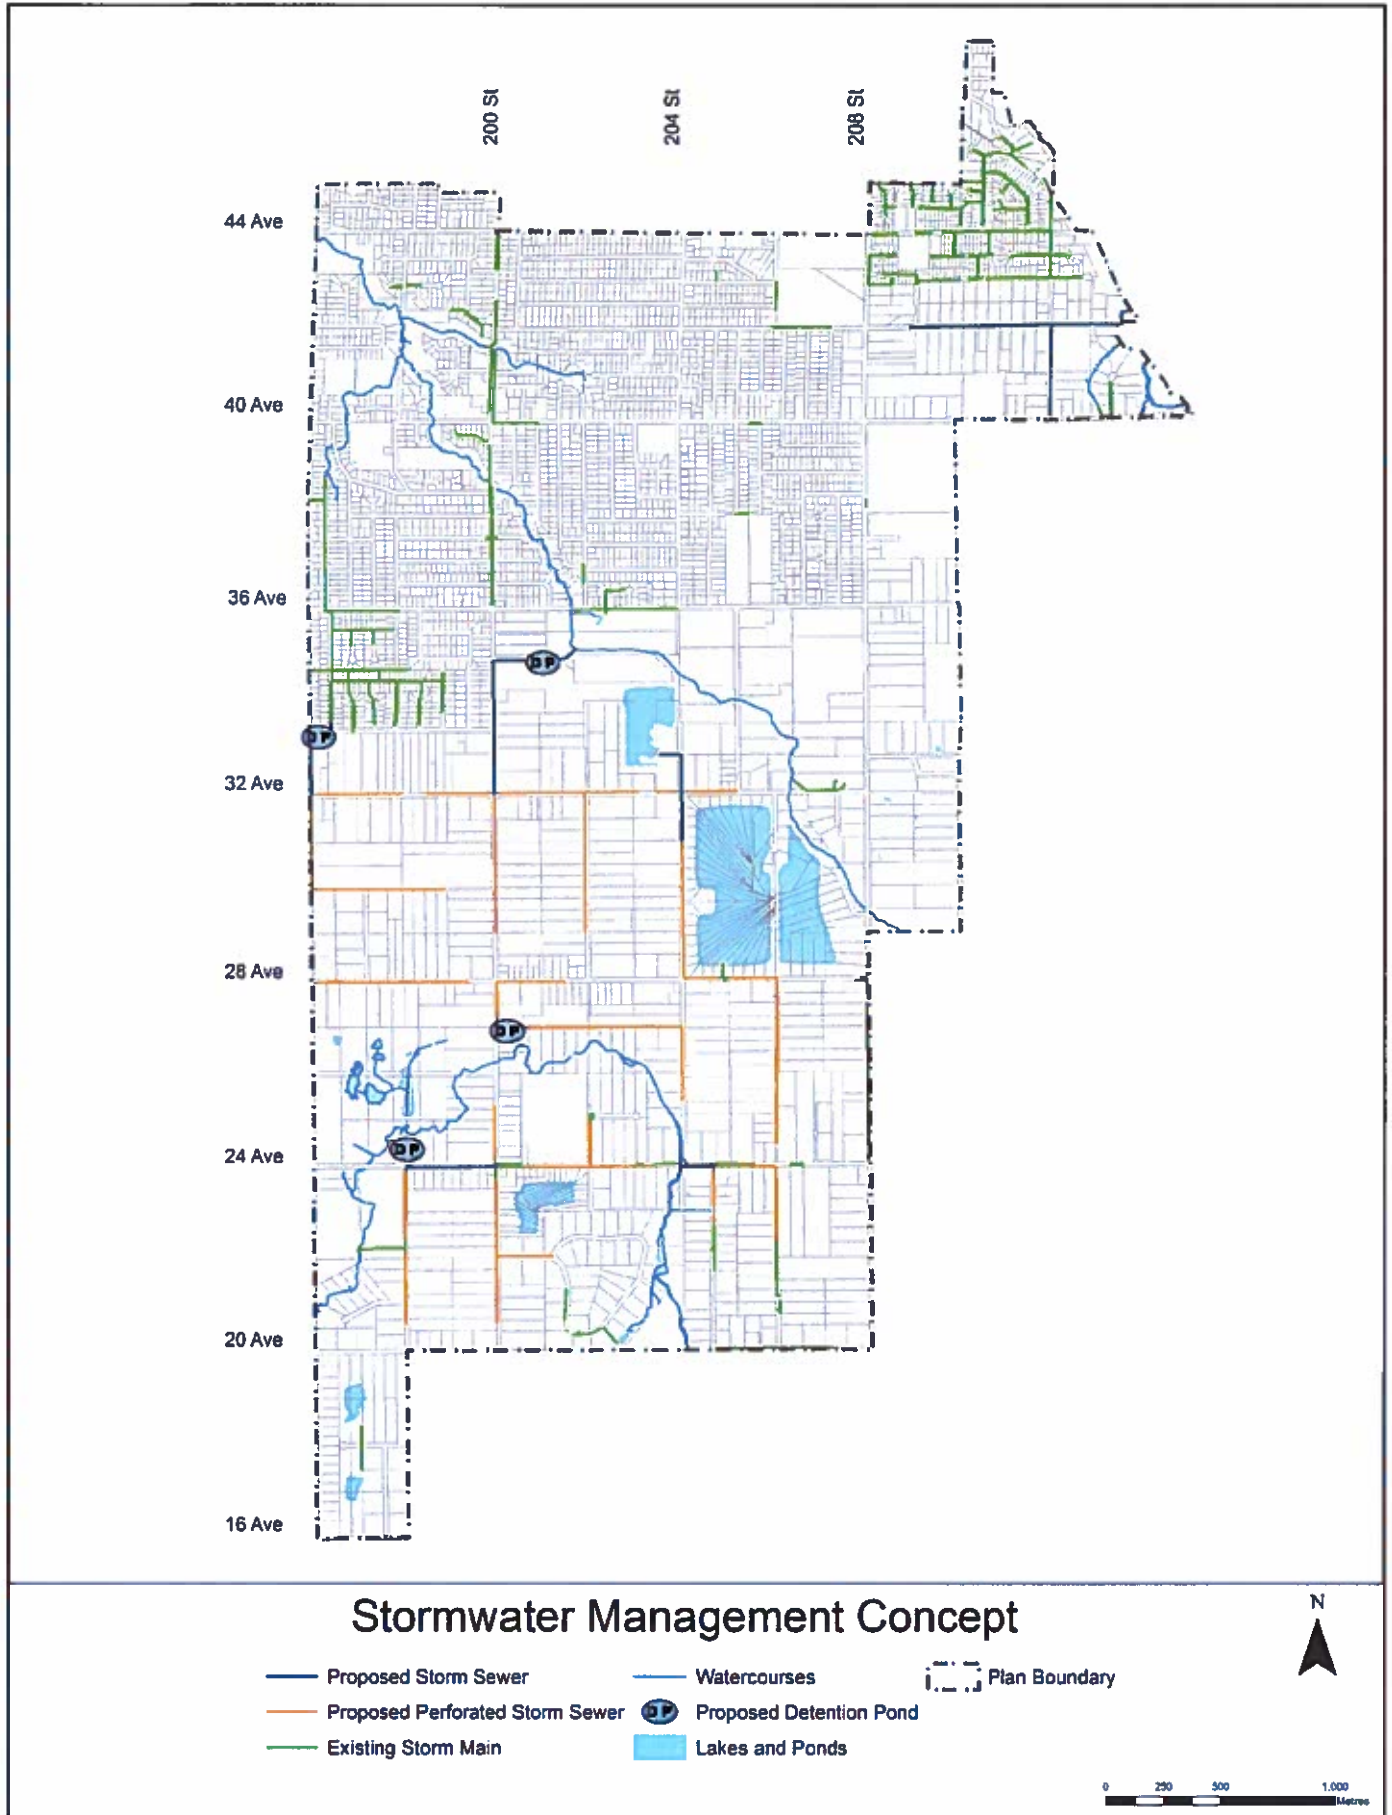 200 St
204 St
208 St
44 Ave
40 Ave
36 Ave
DP
DP
32 Ave
28 Ave
DP
DP
24 Ave
20 Ave
16 Ave
Stormwater Management Concept
N
Proposed Storm Sewer
Watercourses
Plan Boundary
Proposed Perforated Storm Sewer
DP
Proposed Detention Pond
Existing Storm Main
Lakes and Ponds
0 250 500 1,000
Metres